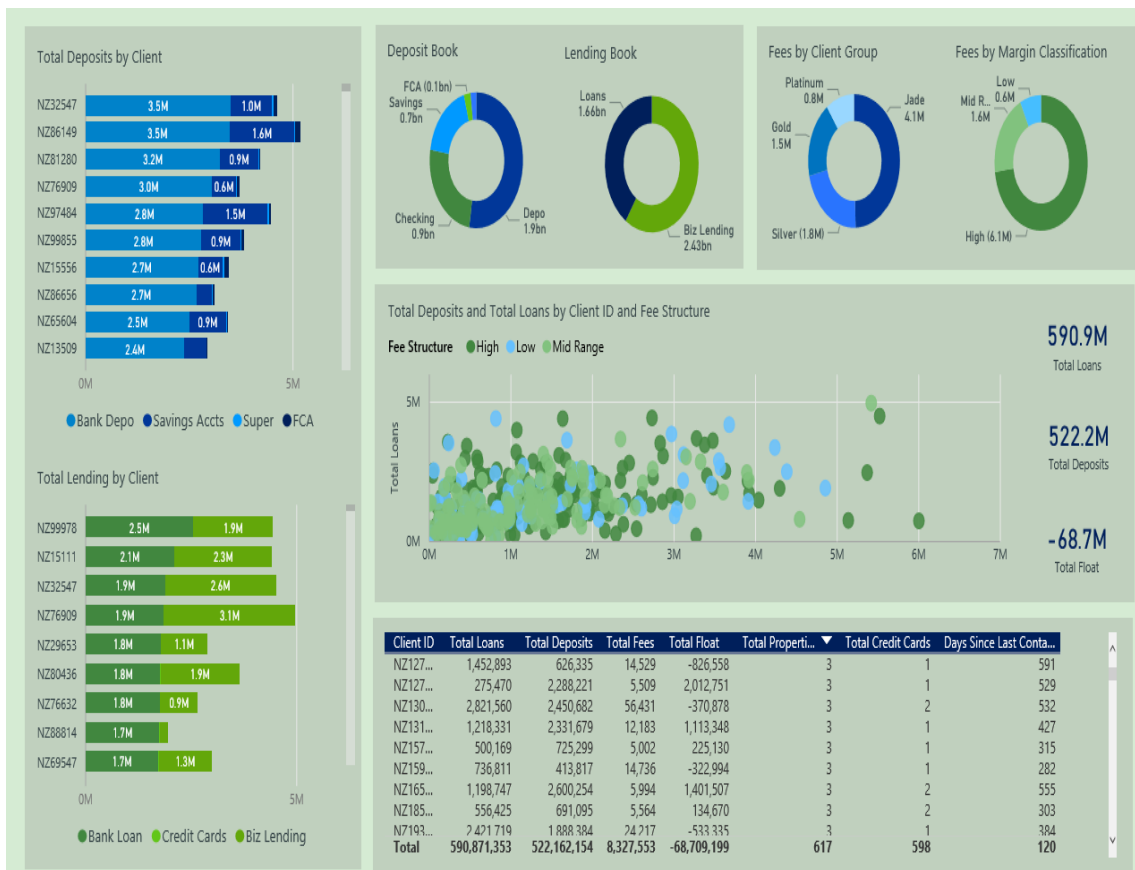 Total Deposits by Client
NZ32547 3.5M 1.0M
NZ86149 3.5M 1.6M
NZ81280 3.2M 0.9M
NZ76909 3.0M 0.6M
NZ97484 2.8M 1.5M
NZ99855 2.8M 0.9M
NZ15556 2.7M 0.6M
NZ86656 2.7M
NZ65604 2.5M 0.9M
NZ13509 2.4M
0M 5M
Bank Depo Savings Accts Super FCA
Total Lending by Client
NZ99978 2.5M 1.9M
NZ15111 2.1M 2.3M
NZ32547 1.9M 2.6M
NZ76909 1.9M 3.1M
NZ29653 1.8M 1.1M
NZ80436 1.8M 1.9M
NZ76632 1.8M 0.9M
NZ88814 1.7M
NZ69547 1.7M 1.3M
0M 5M
Bank Loan Credit Cards Biz Lending
Deposit Book
FCA (0.1bn)
Savings
0.7bn
Checking
0.9bn
Depo
1.9bn
Lending Book
Loans
1.66bn
Biz Lending
2.43bn
Fees by Client Group
Platinum
0.8M
Jade
4.1M
Gold
1.5M
Silver (1.8M)
Fees by Margin Classification
Low
0.6M
Mid R...
1.6M
High (6.1M)
Total Deposits and Total Loans by Client ID and Fee Structure
Fee Structure High Low Mid Range
Total Loans
5M
0M
0M 1M 2M 3M 4M 5M 6M 7M
590.9M
Total Loans
522.2M
Total Deposits
-68.7M
Total Float
Client ID Total Loans Total Deposits Total Fees Total Float Total Properti... Total Credit Cards Days Since Last Conta...
NZ127... 1,452,893 626,335 14,529 -826,558 3 1 591
NZ127... 275,470 2,288,221 5,509 2,012,751 3 1 529
NZ130... 2,821,560 2,450,682 56,431 -370,878 3 2 532
NZ131... 1,218,331 2,331,679 12,183 1,113,348 3 1 427
NZ157... 500,169 725,299 5,002 225,130 3 1 315
NZ159... 736,811 413,817 14,736 -322,994 3 1 282
NZ165... 1,198,747 2,600,254 5,994 1,401,507 3 2 555
NZ185... 556,425 691,095 5,564 134,670 3 2 303
NZ193... 2,421,719 1,888,384 24,217 -533,335 3 1 384
Total 590,871,353 522,162,154 8,327,553 -68,709,199 617 598 120